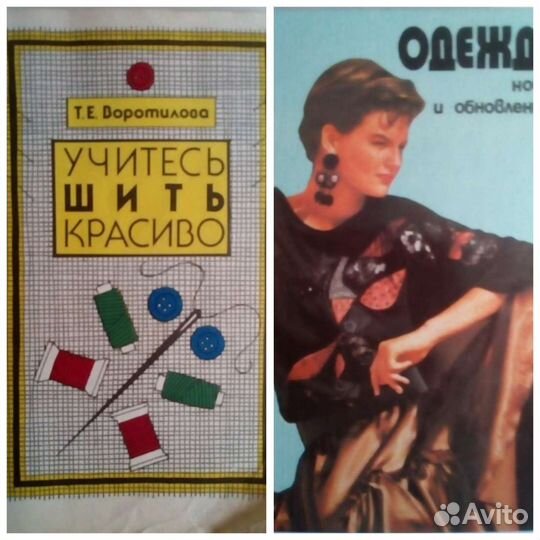 Т.Е. Воротилова
УЧИТЕСЬ
ШИТЬ
КРАСИВО
ОДЕЖД
но
и обновлен
Avito